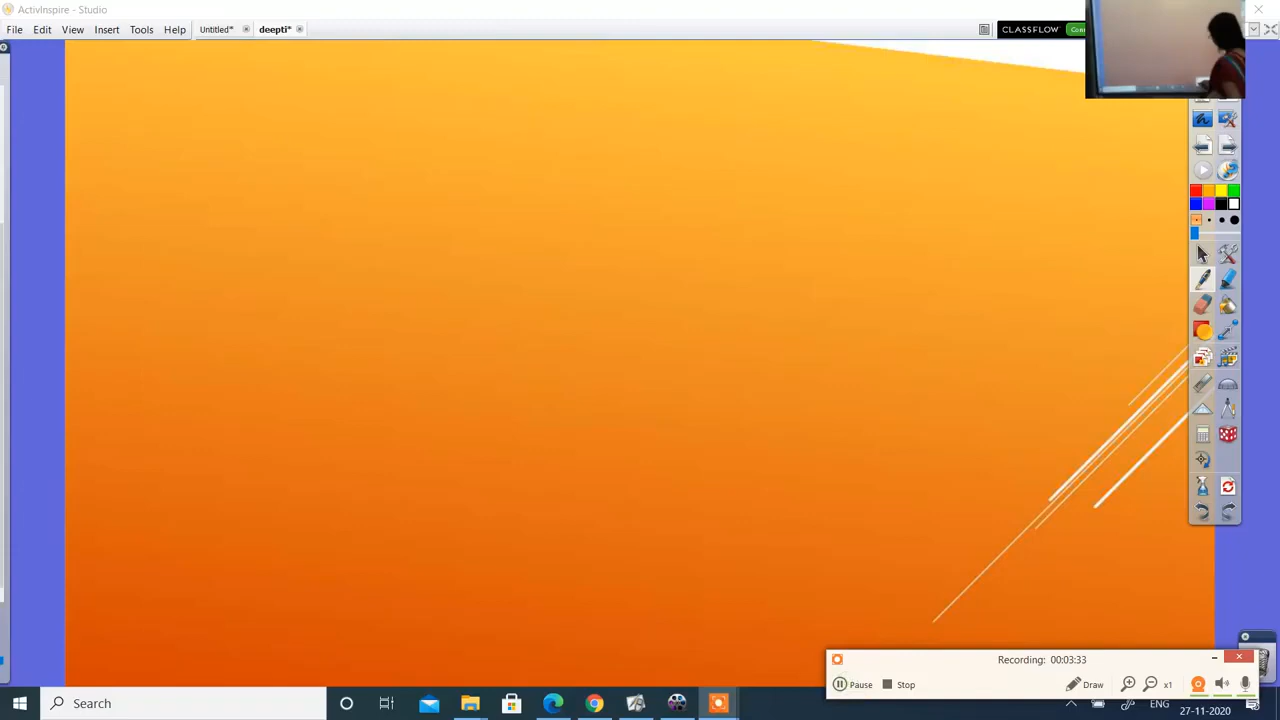 ActivInspire - Studio
File Edit View Insert Tools Help Untitled* deepti* CLASSFLOW
Recording: 00:03:33
Pause Stop Draw x1
Search ENG
27-11-2020